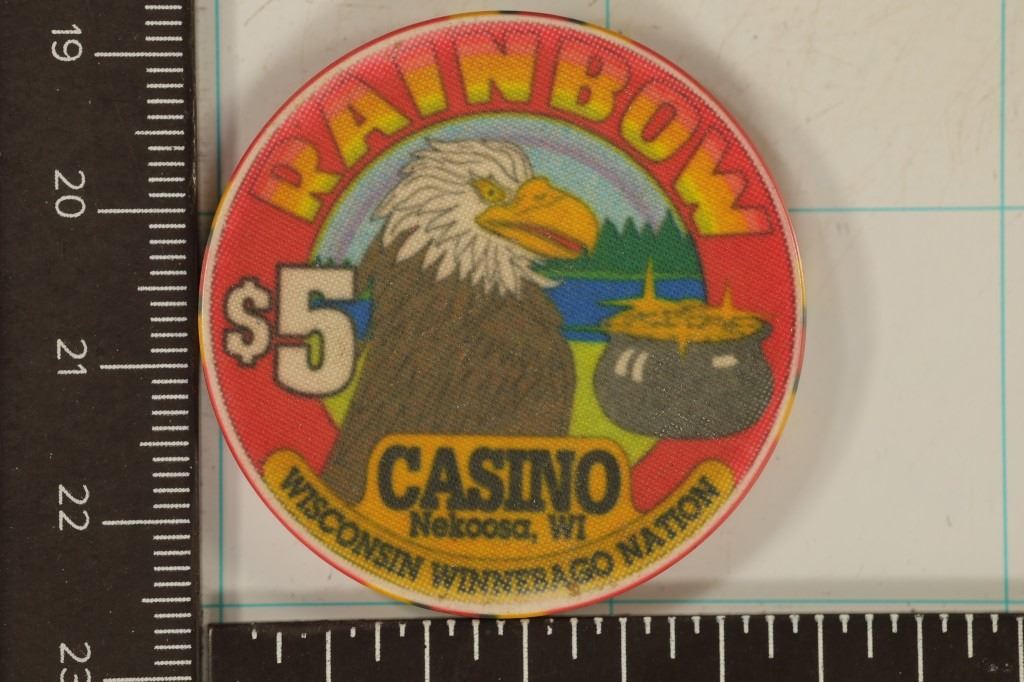 RAINBOW
$5
CASINO
Nekoosa, WI
WISCONSIN WINNEBAGO NATION
19
20
21
22
23